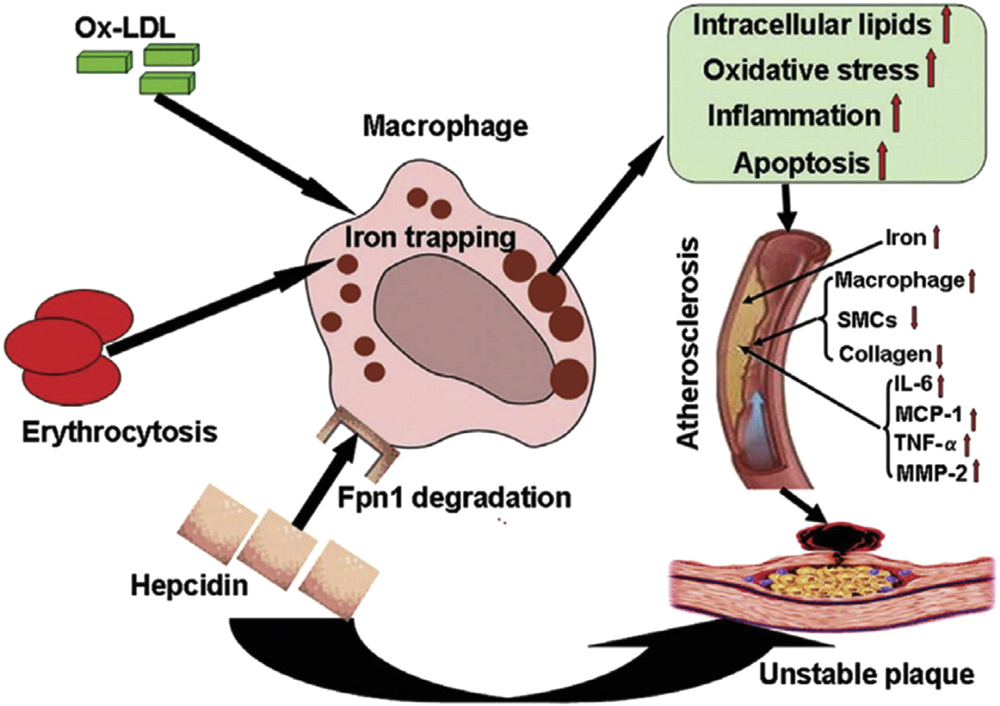 Ox-LDL
Macrophage
Iron trapping
Erythrocytosis
Fpn1 degradation
Hepcidin
Intracellular lipids
Oxidative stress
Inflammation
Apoptosis
Atherosclerosis
Iron
Macrophage
SMCs
Collagen
IL-6
MCP-1
TNF-α
MMP-2
Unstable plaque